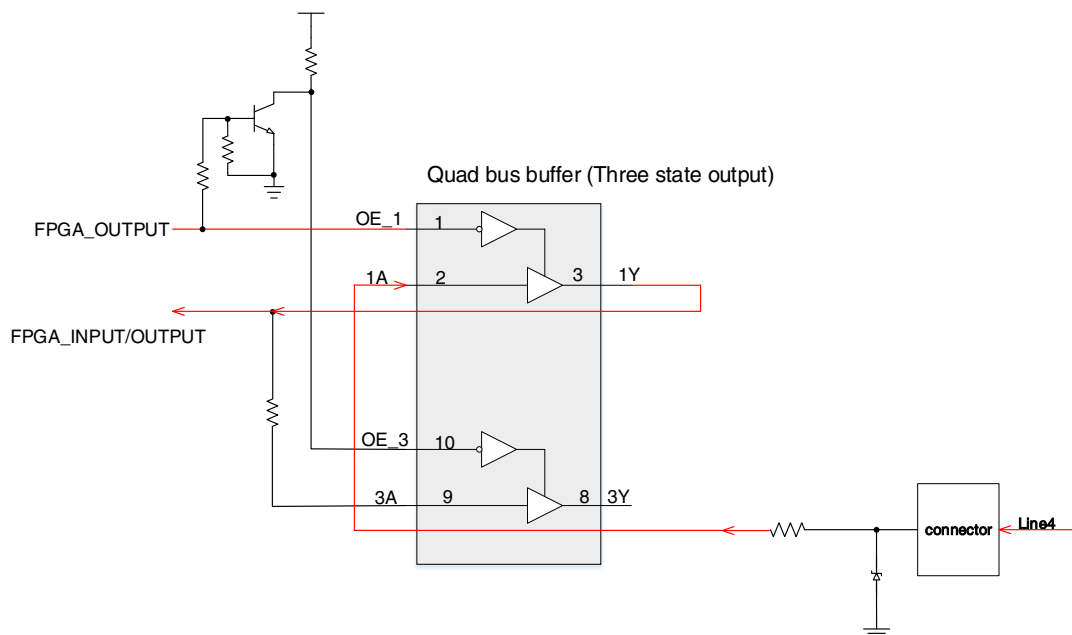 Quad bus buffer (Three state output)
FPGA_OUTPUT
OE_1
1
1A
2
3
1Y
FPGA_INPUT/OUTPUT
OE_3
10
3A
9
8
3Y
connector
Line4